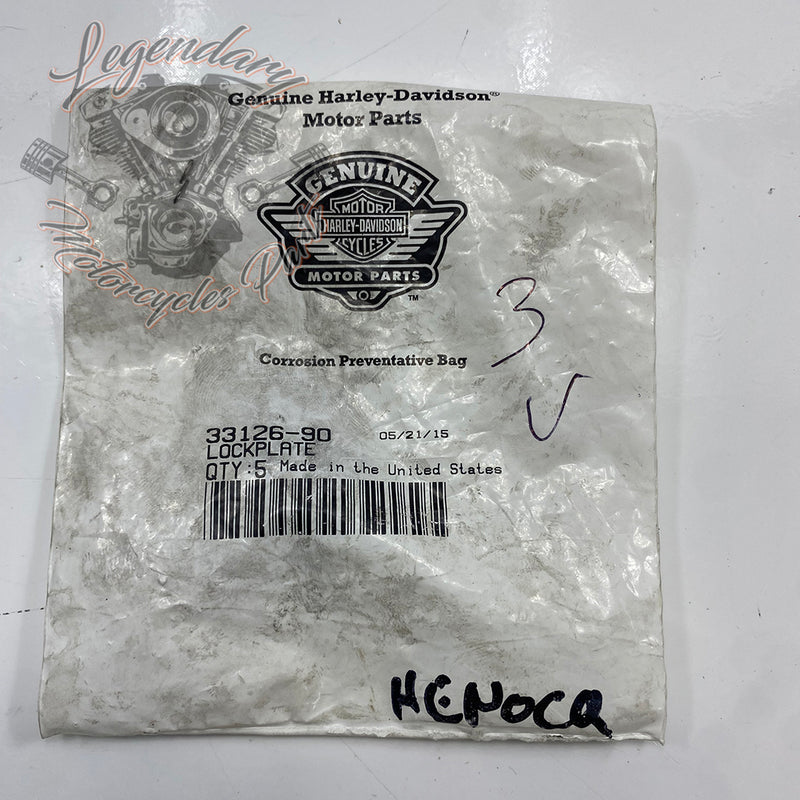 Legendary
Motorcycles Parts
Genuine Harley-Davidson®
Motor Parts
GENUINE
MOTOR
HARLEY-DAVIDSON
CYCLES
MOTOR PARTS
™
Corrosion Preventative Bag
3
V
33126-90 05/21/15
LOCKPLATE
QTY:5 Made in the United States
HENOCQ